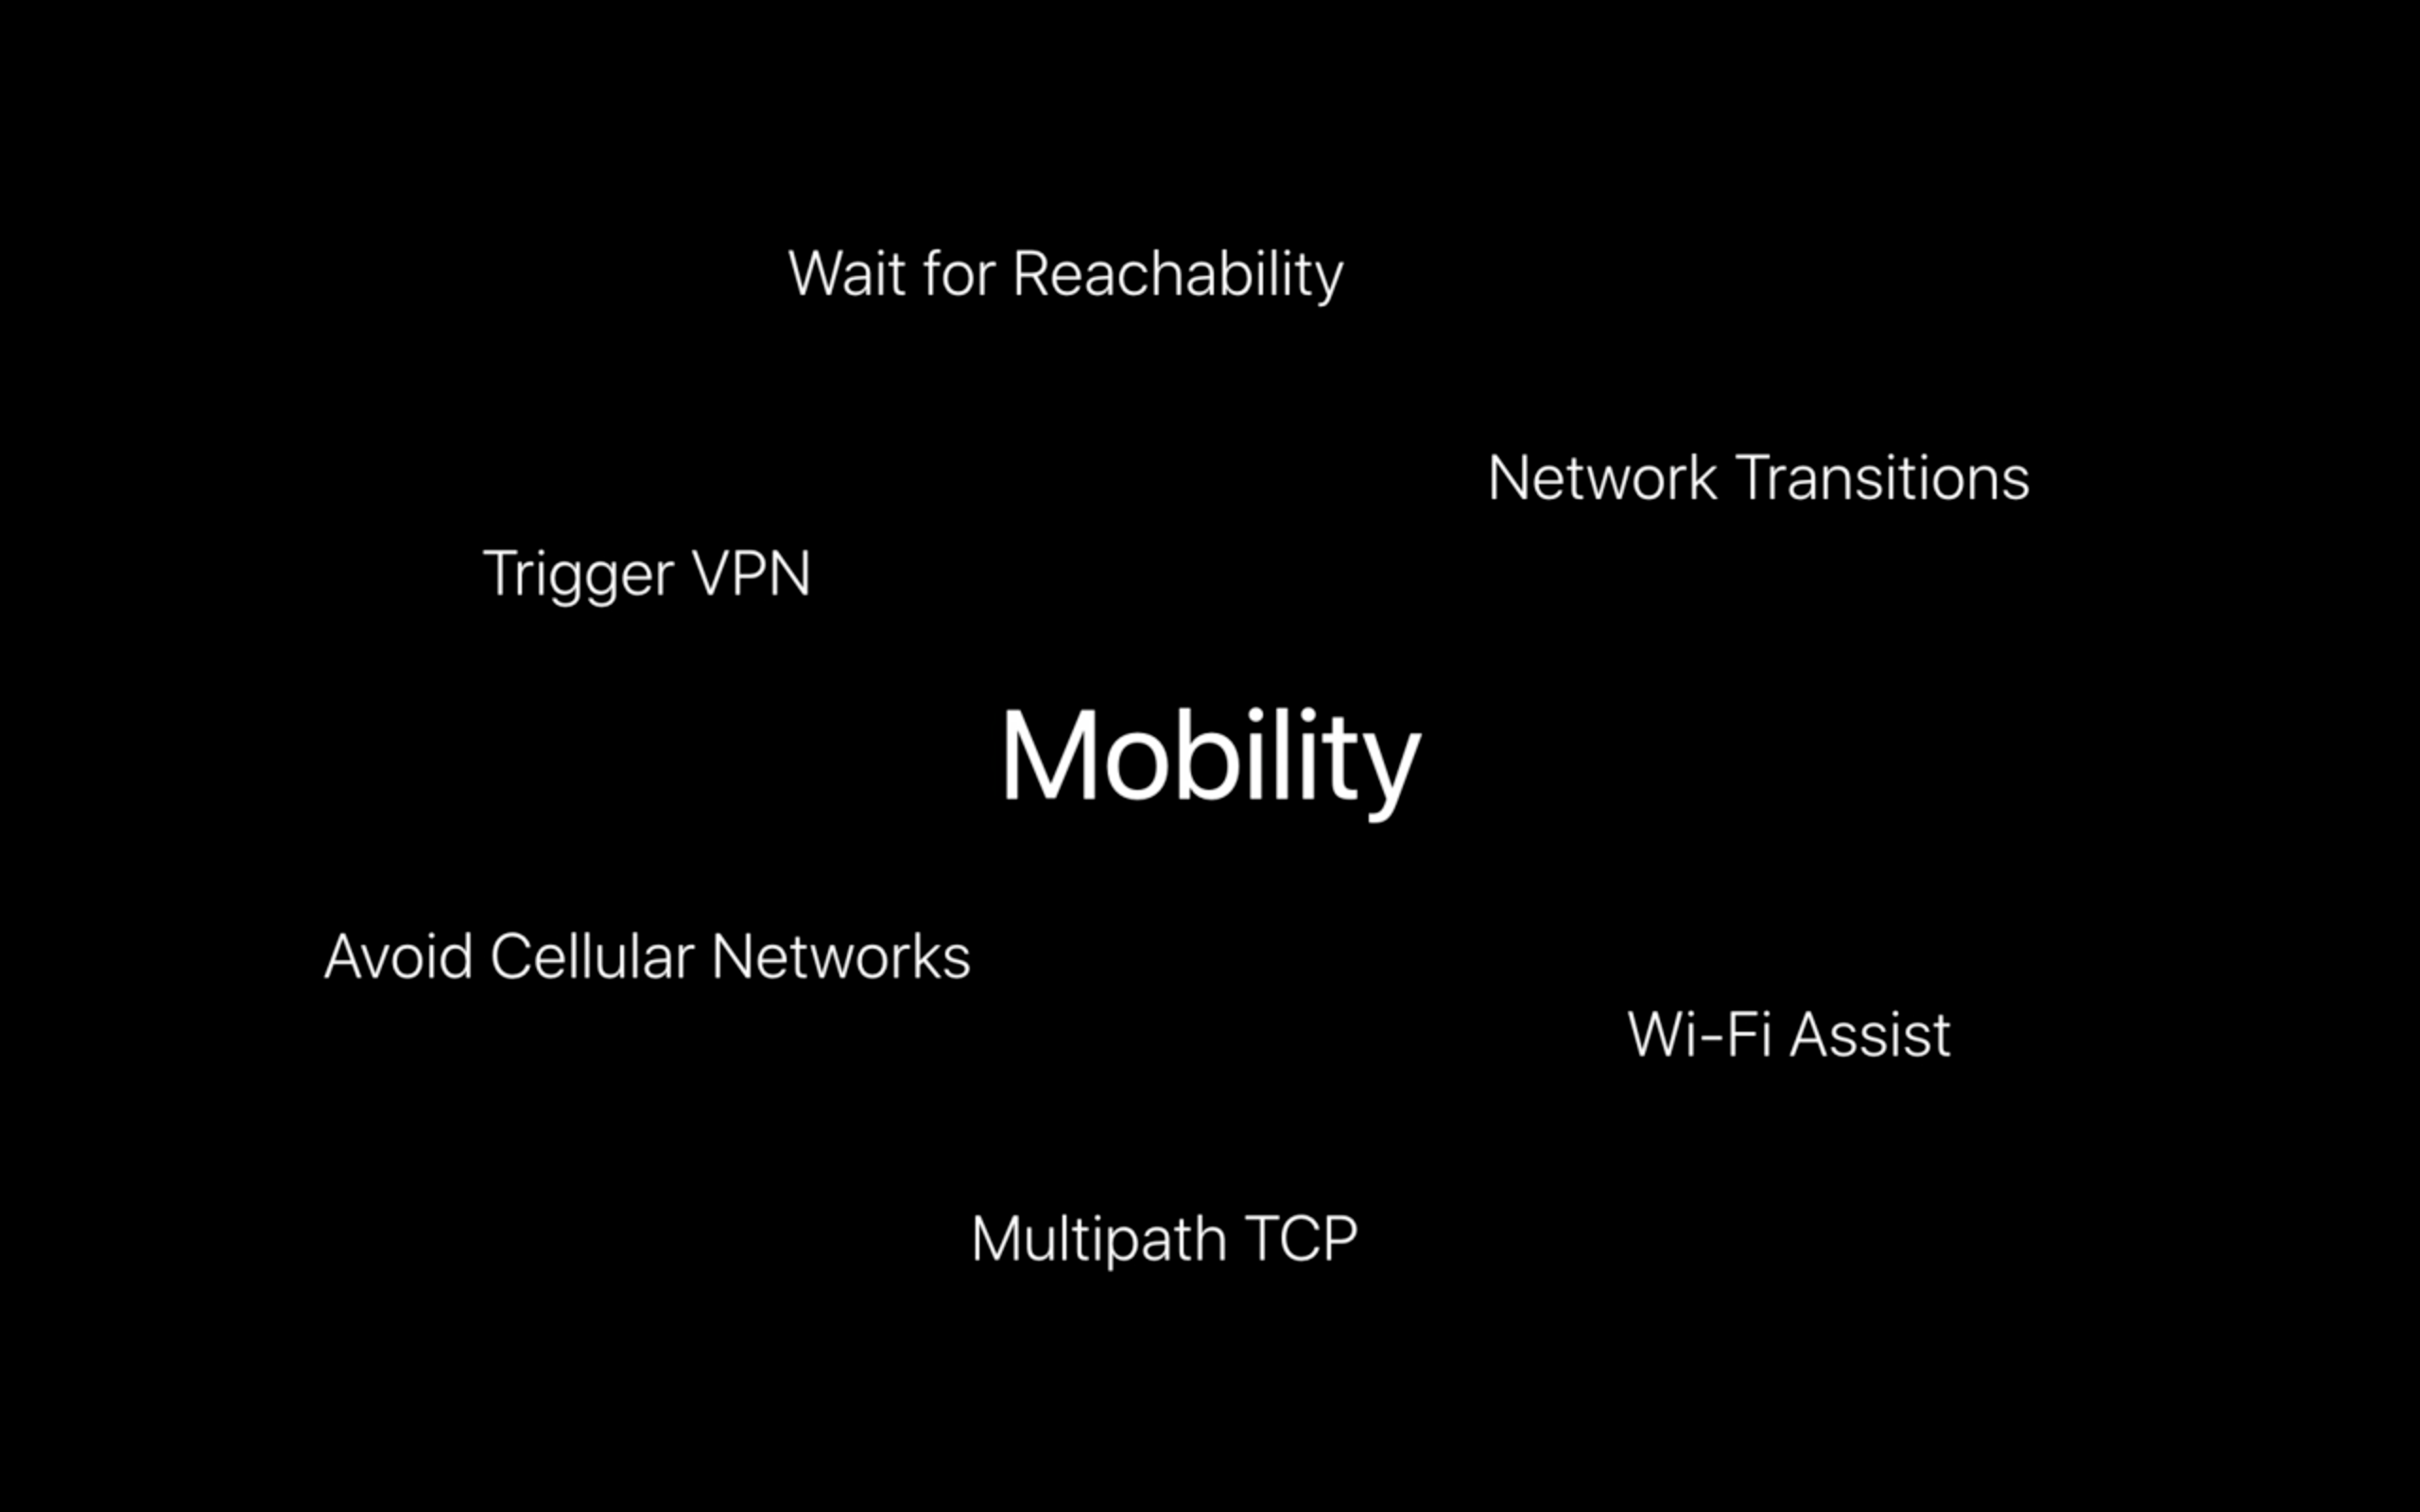 Wait for Reachability
Network Transitions
Trigger VPN
Mobility
Avoid Cellular Networks
Wi-Fi Assist
Multipath TCP